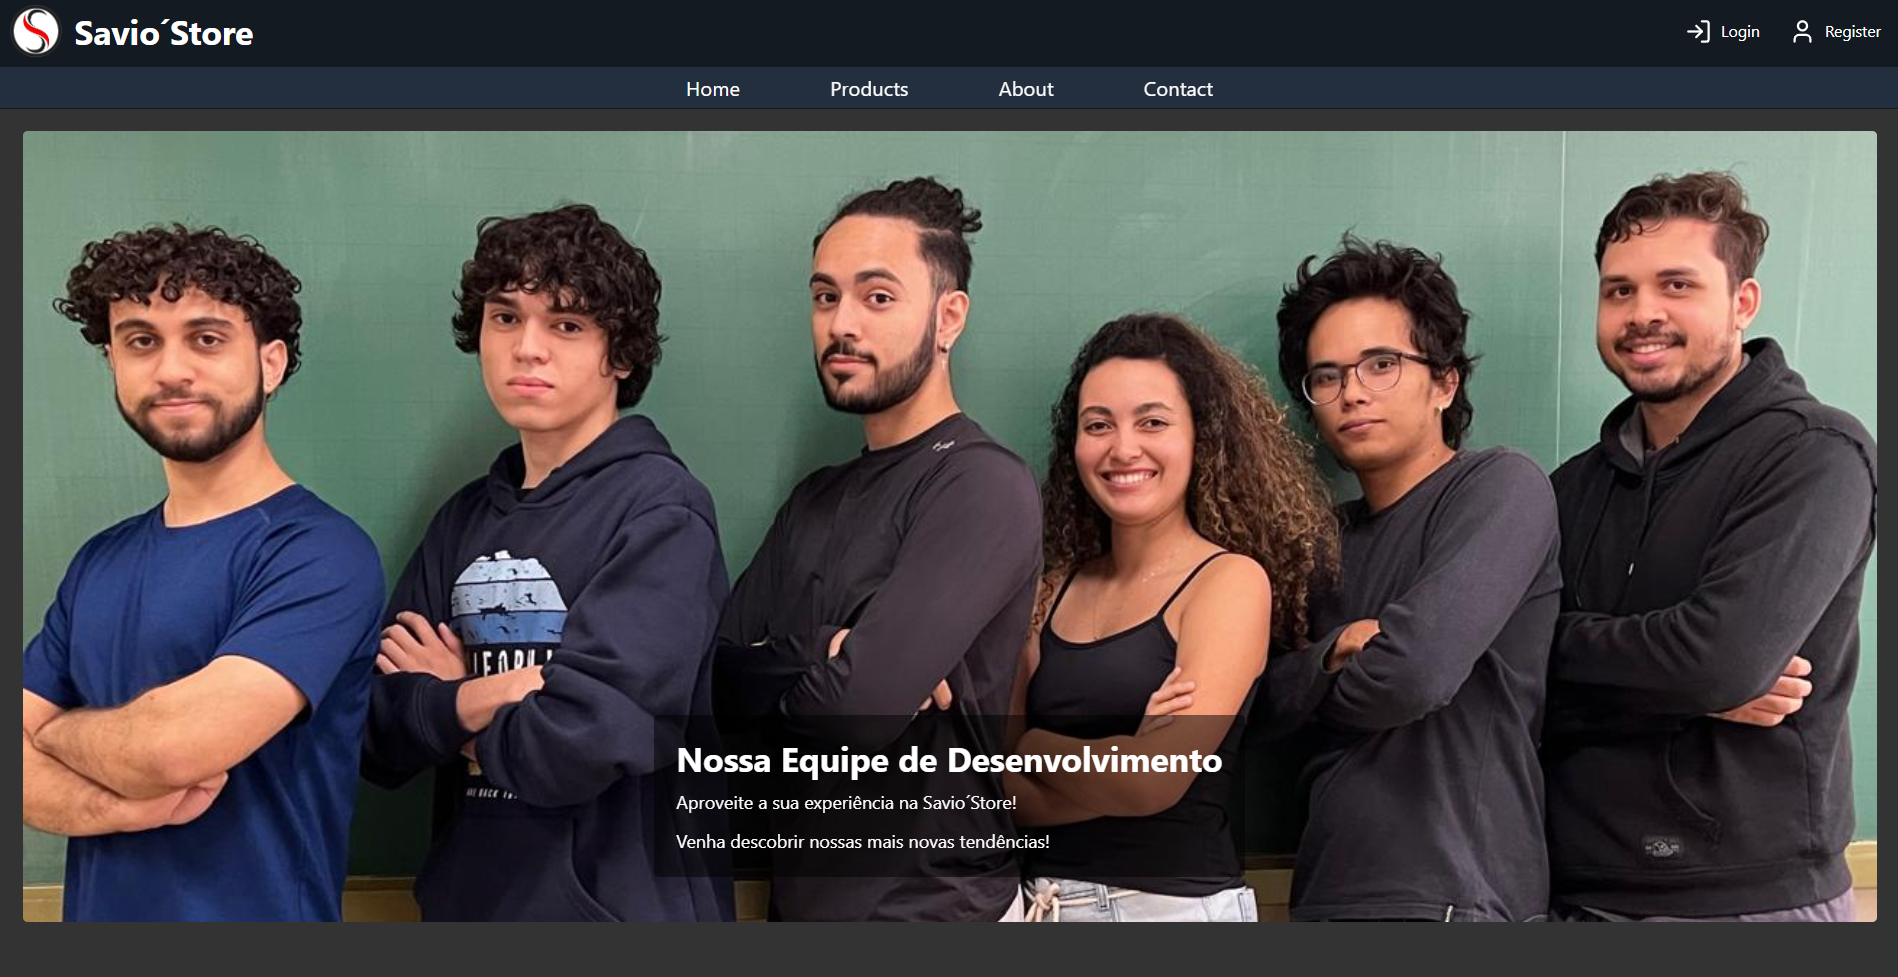 Savio´Store
Login
Register
Home
Products
About
Contact
Nossa Equipe de Desenvolvimento
Aproveite a sua experiência na Savio´Store!
Venha descobrir nossas mais novas tendências!